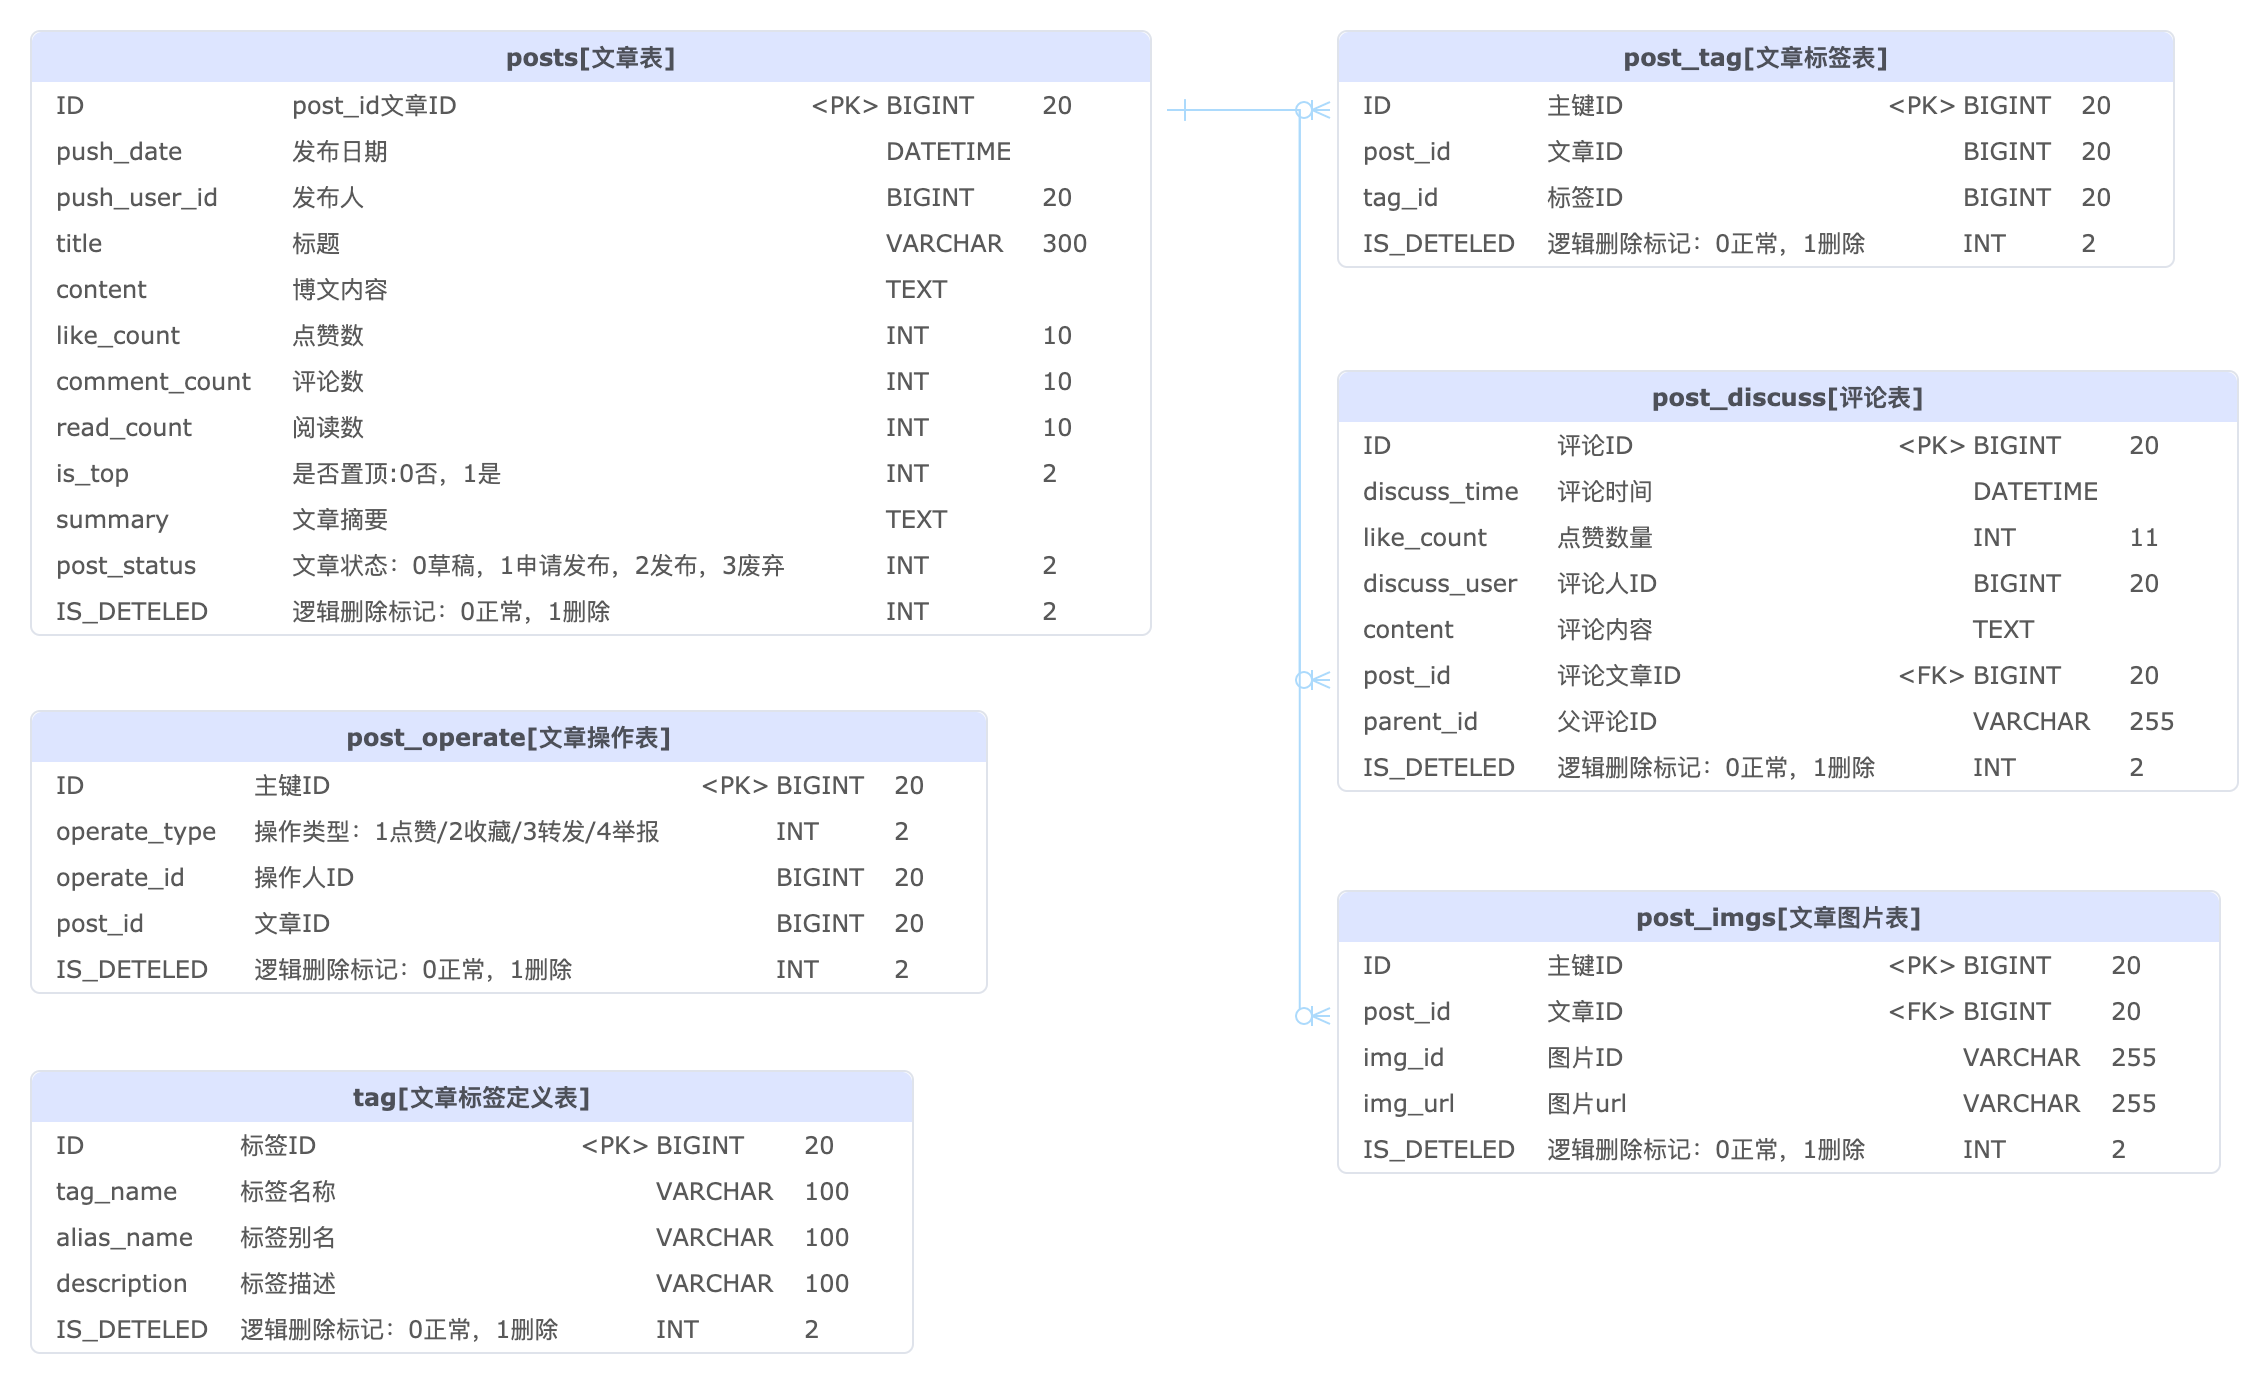 posts[文章表]
ID post_id文章ID <PK> BIGINT 20
push_date 发布日期 DATETIME
push_user_id 发布人 BIGINT 20
title 标题 VARCHAR 300
content 博文内容 TEXT
like_count 点赞数 INT 10
comment_count 评论数 INT 10
read_count 阅读数 INT 10
is_top 是否置顶:0否，1是 INT 2
summary 文章摘要 TEXT
post_status 文章状态：0草稿，1申请发布，2发布，3废弃 INT 2
IS_DETELED 逻辑删除标记：0正常，1删除 INT 2
post_operate[文章操作表]
ID 主键ID <PK> BIGINT 20
operate_type 操作类型：1点赞/2收藏/3转发/4举报 INT 2
operate_id 操作人ID BIGINT 20
post_id 文章ID BIGINT 20
IS_DETELED 逻辑删除标记：0正常，1删除 INT 2
tag[文章标签定义表]
ID 标签ID <PK> BIGINT 20
tag_name 标签名称 VARCHAR 100
alias_name 标签别名 VARCHAR 100
description 标签描述 VARCHAR 100
IS_DETELED 逻辑删除标记：0正常，1删除 INT 2
post_tag[文章标签表]
ID 主键ID <PK> BIGINT 20
post_id 文章ID BIGINT 20
tag_id 标签ID BIGINT 20
IS_DETELED 逻辑删除标记：0正常，1删除 INT 2
post_discuss[评论表]
ID 评论ID <PK> BIGINT 20
discuss_time 评论时间 DATETIME
like_count 点赞数量 INT 11
discuss_user 评论人ID BIGINT 20
content 评论内容 TEXT
post_id 评论文章ID <FK> BIGINT 20
parent_id 父评论ID VARCHAR 255
IS_DETELED 逻辑删除标记：0正常，1删除 INT 2
post_imgs[文章图片表]
ID 主键ID <PK> BIGINT 20
post_id 文章ID <FK> BIGINT 20
img_id 图片ID VARCHAR 255
img_url 图片url VARCHAR 255
IS_DETELED 逻辑删除标记：0正常，1删除 INT 2